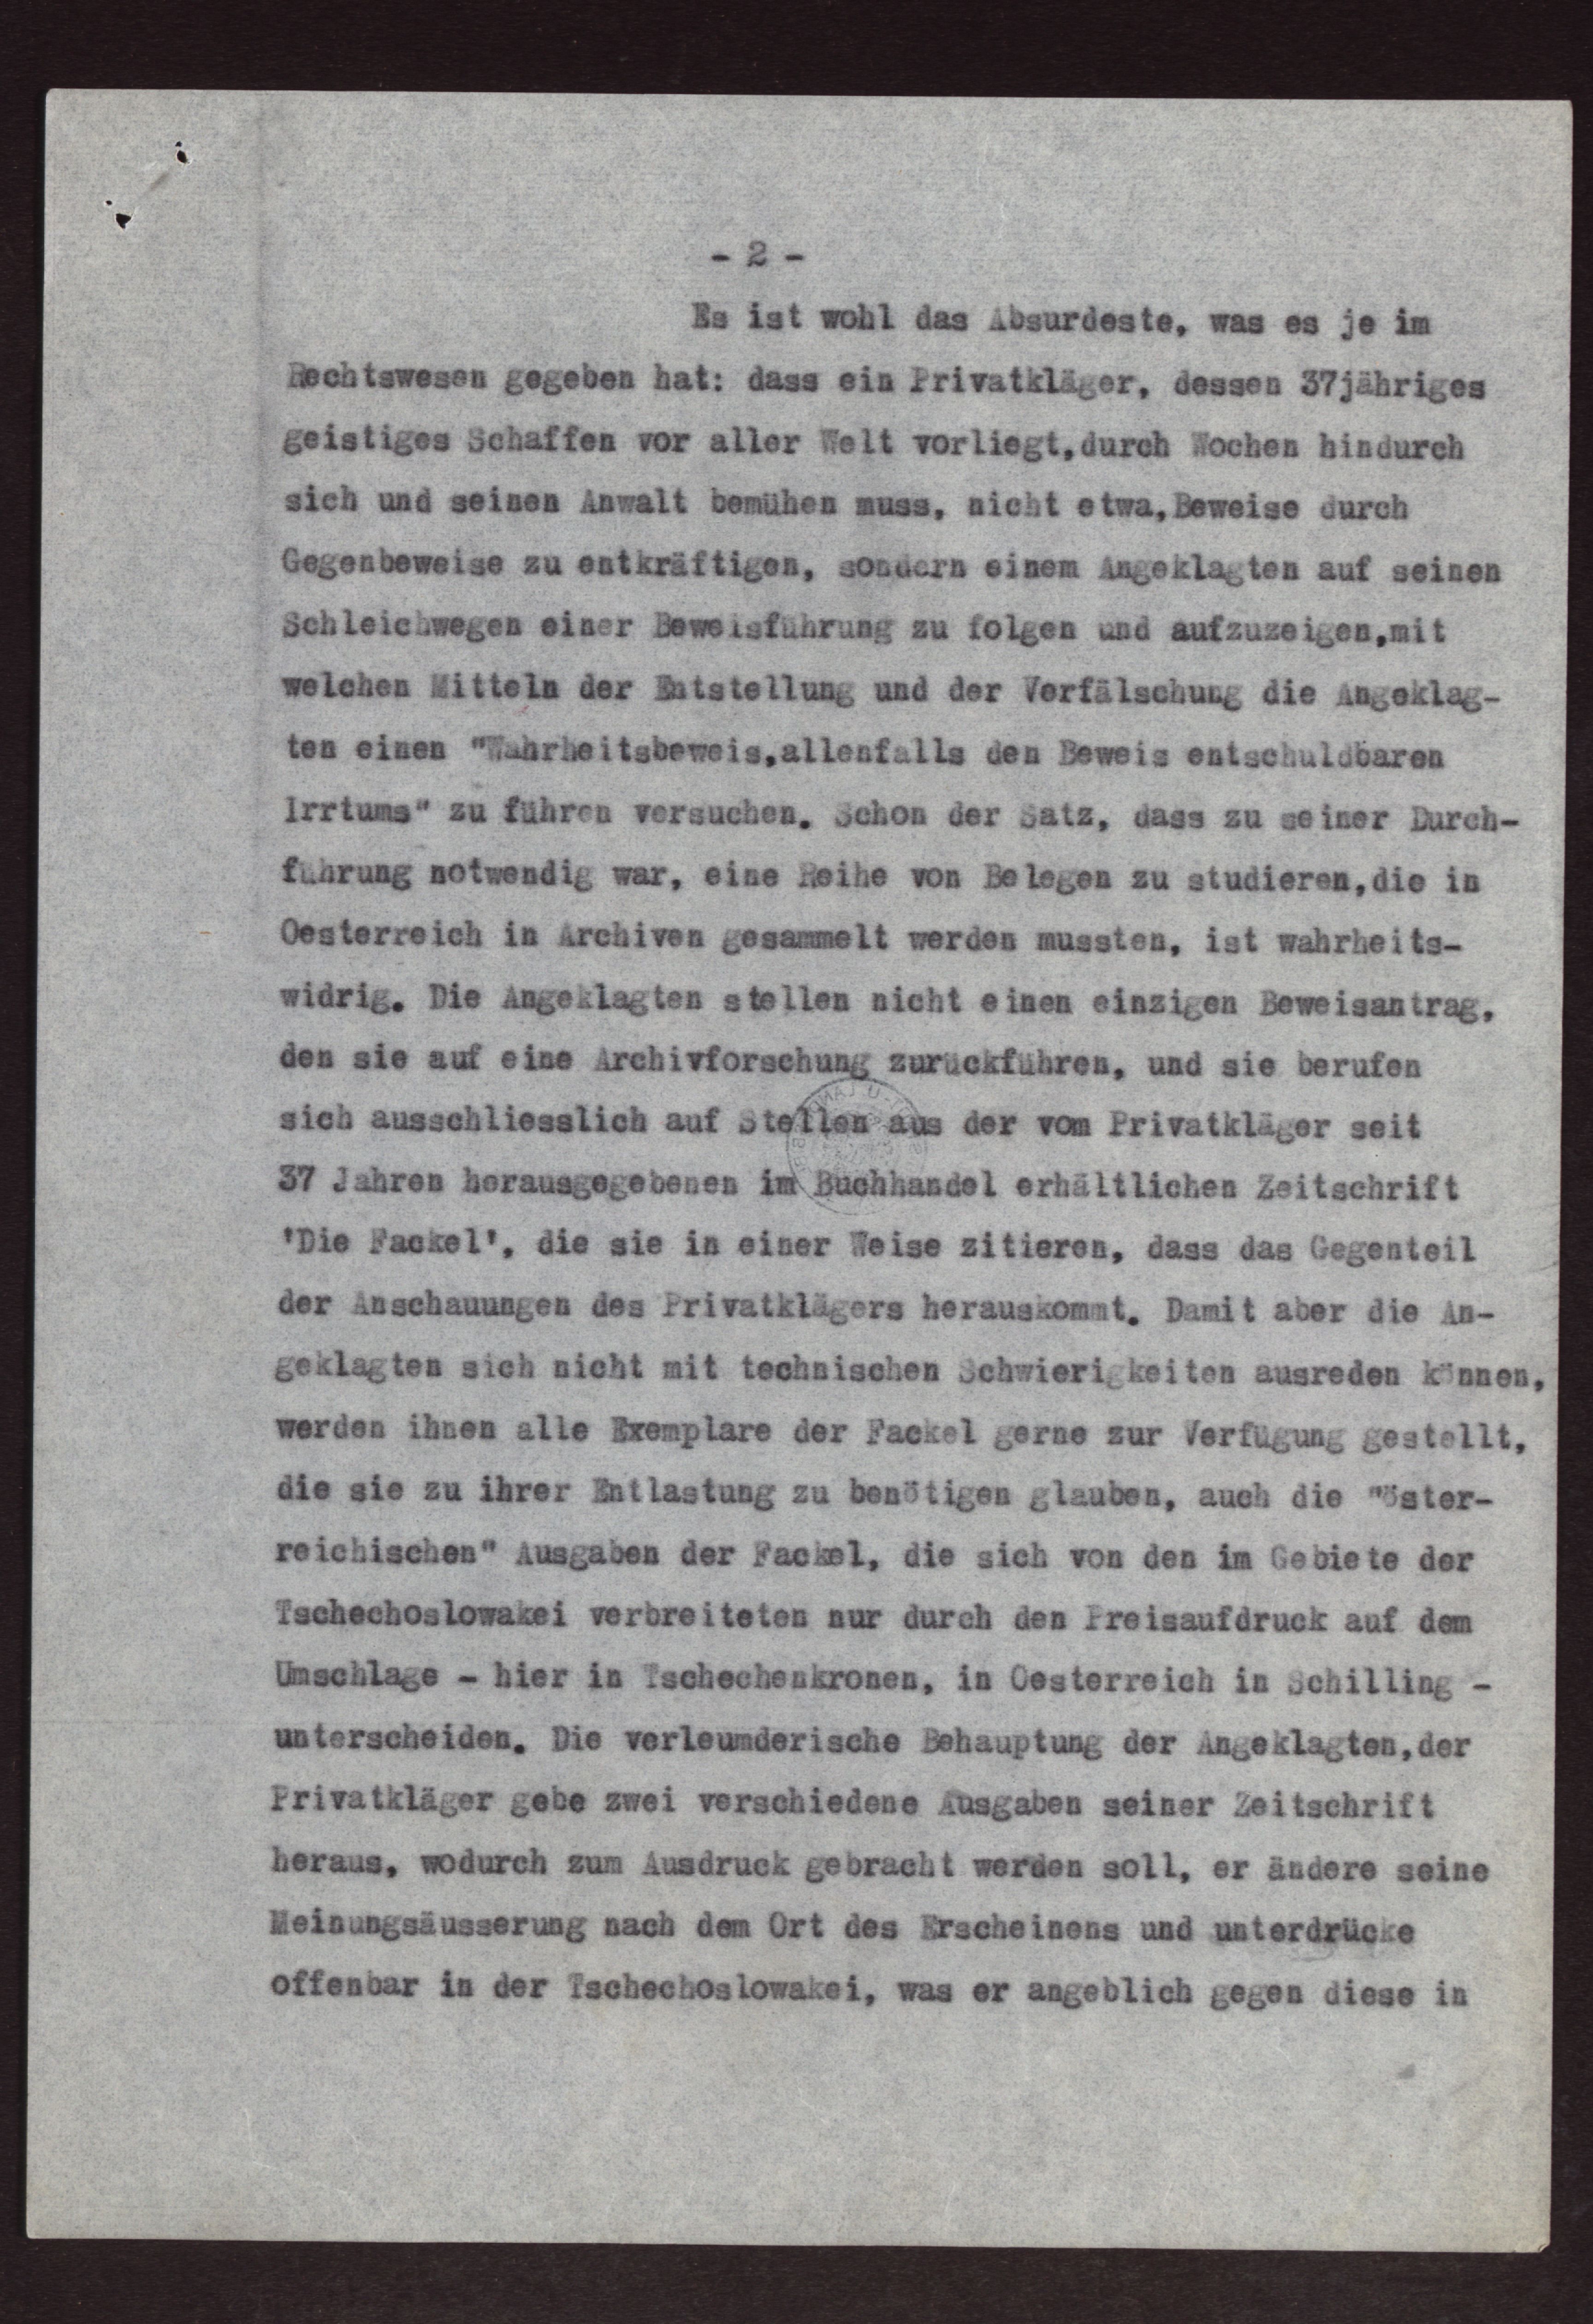 - 2 -
Es ist wohl das Absurdeste, was es je im
Rechtswesen gegeben hat: dass ein Privatkläger, dessen 37jähriges
geistiges Schaffen vor aller Welt vorliegt,durch Wochen hindurch
sich und seinen Anwalt bemühen muss, nicht etwa,Beweise durch
Gegenbeweise zu entkräftigen, sondern einem Angeklagten auf seinen
Schleichwegen einer Beweisführung zu folgen und aufzuzeigen,mit
welchen Mitteln der Entstellung und der Verfälschung die Angeklag-
ten einen "Wahrheitsbeweis,allenfalls den Beweis entschuldbaren
Irrtums" zu führen versuchen. Schon der Satz, dass zu seiner Durch-
führung notwendig war, eine Reihe von Belegen zu studieren,die in
Oesterreich in Archiven gesammelt werden mussten, ist wahrheits-
widrig. Die Angeklagten stellen nicht einen einzigen Beweisantrag,
den sie auf eine Archivforschung zurückführen, und sie berufen
sich ausschliesslich auf Stellen aus der vom Privatkläger seit
37 Jahren herausgegebenen im Buchhandel erhältlichen Zeitschrift
'Die Fackel', die sie in einer Weise zitieren, dass das Gegenteil
der Anschauungen des Privatklägers herauskommt. Damit aber die An-
geklagten sich nicht mit technischen Schwierigkeiten ausreden können,
werden ihnen alle Exemplare der Fackel gerne zur Verfügung gestellt,
die sie zu ihrer Entlastung zu benötigen glauben, auch die "öster-
reichischen" Ausgaben der Fackel, die sich von den im Gebiete der
Tschechoslowakei verbreiteten nur durch den Preisaufdruck auf dem
Umschlage - hier in Tschechenkronen, in Oesterreich in Schilling -
unterscheiden. Die verleumderische Behauptung der Angeklagten,der
Privatkläger gebe zwei verschiedene Ausgaben seiner Zeitschrift
heraus, wodurch zum Ausdruck gebracht werden soll, er ändere seine
Meinungsäusserung nach dem Ort des Erscheinens und unterdrücke
offenbar in der Tschechoslowakei, was er angeblich gegen diese in